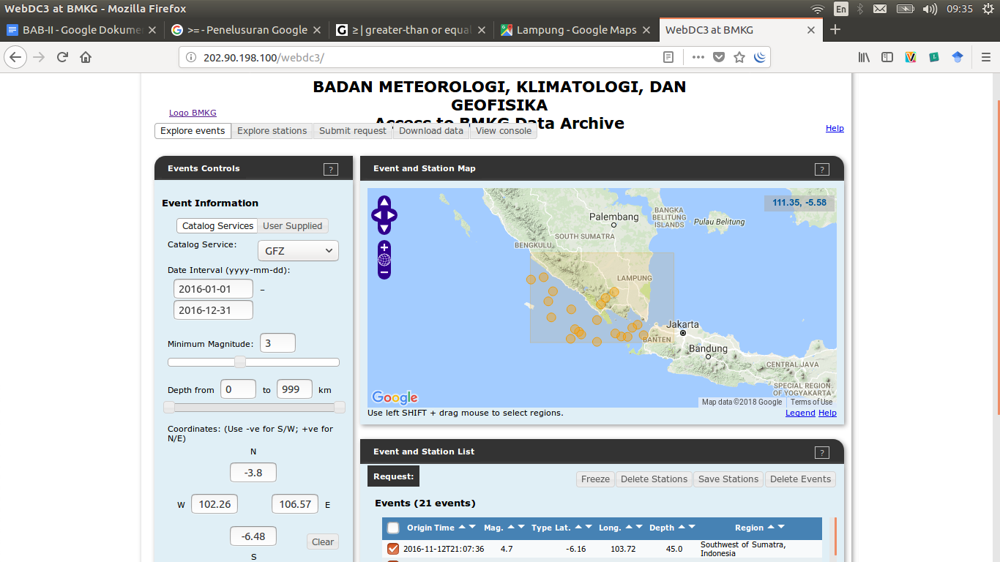 WebDC3 at BMKG - Mozilla Firefox
En
09:35
BAB-II - Google Dokume
>= - Penelusuran Google
≥ | greater-than or equal
Lampung - Google Maps
WebDC3 at BMKG
202.90.198.100/webdc3/
BADAN METEOROLOGI, KLIMATOLOGI, DAN
GEOFISIKA
Access to BMKG Data Archive
Logo BMKG
Explore events
Explore stations
Submit request
Download data
View console
Help
Events Controls
?
Event Information
Catalog Services
User Supplied
Catalog Service:
GFZ
Date Interval (yyyy-mm-dd):
2016-01-01
–
2016-12-31
Minimum Magnitude:
3
Depth from
0
to
999
km
Coordinates: (Use -ve for S/W; +ve for
N/E)
N
-3.8
W
102.26
106.57
E
-6.48
Clear
S
Event and Station Map
?
111.35, -5.58
Palembang
BANGKA
BELITUNG
ISLANDS
Pulau Belitung
SOUTH SUMATRA
BENGKULU
LAMPUNG
Jakarta
BANTEN
Bandung
CENTRAL JAVA
SPECIAL REGION
OF YOGYAKARTA
Google
Map data ©2018 Google
Terms of Use
Use left SHIFT + drag mouse to select regions.
Legend
Help
Event and Station List
?
Request:
Freeze
Delete Stations
Save Stations
Delete Events
Events (21 events)
Origin Time
Mag.
Type
Lat.
Long.
Depth
Region
2016-11-12T21:07:36
4.7
-6.16
103.72
45.0
Southwest of Sumatra,
Indonesia